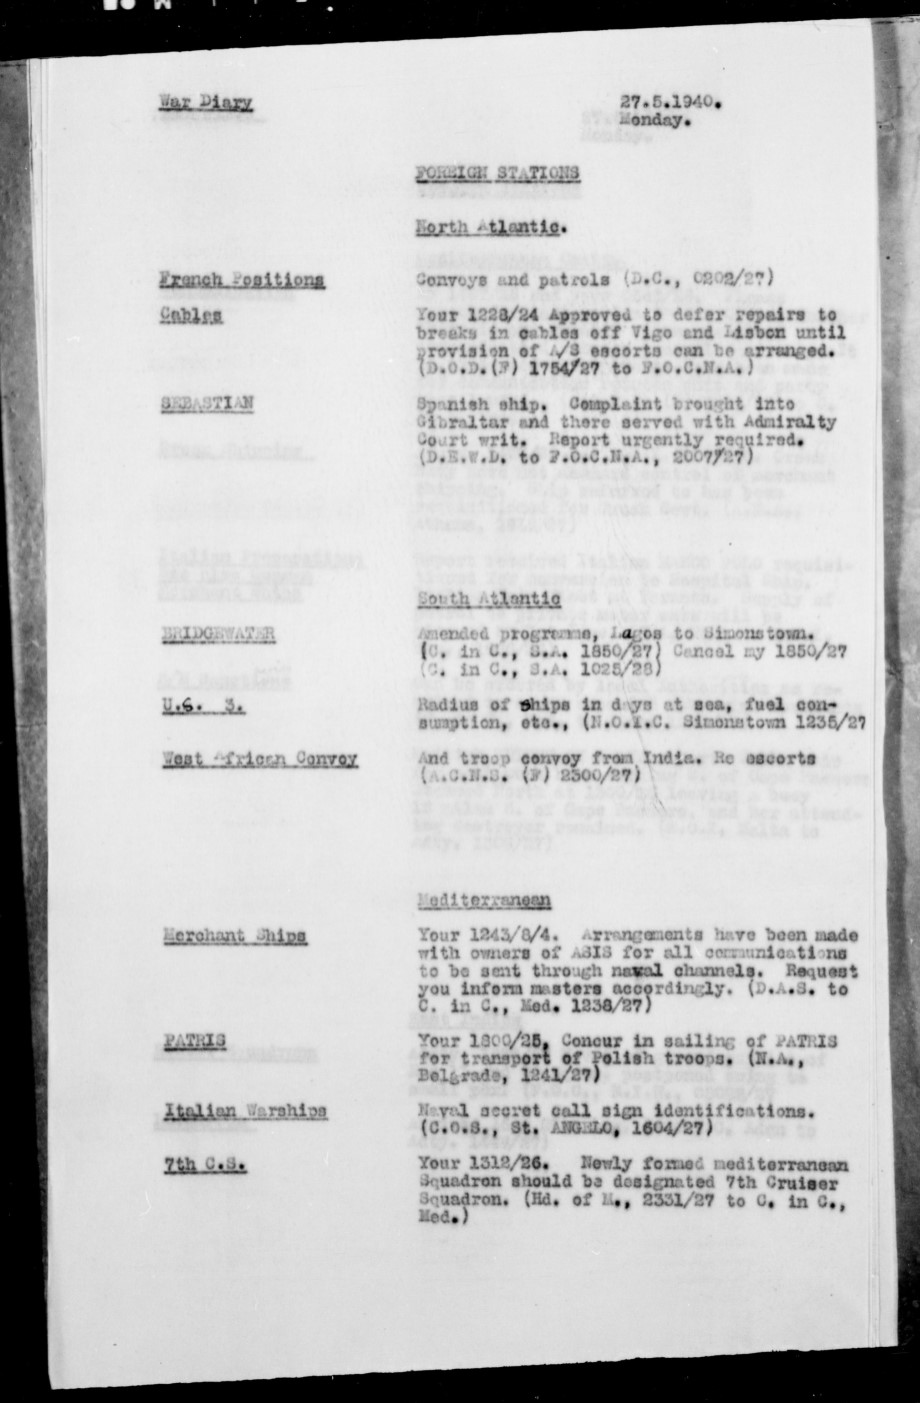 War Diary
27.5.1940.
Monday.
FOREIGN STATIONS
North Atlantic.
French Positions
Convoys and patrols (D.C., 0202/27)
Cables
Your 1228/24 Approved to defer repairs to
breaks in cables off Vigo and Lisbon until
provision of A/S escorts can be arranged.
(D.O.D.(F) 1754/27 to F.O.C.N.A.)
SEBASTIAN
Spanish ship. Complaint brought into
Gibraltar and there served with Admiralty
Court writ. Report urgently required.
(D.E.W.D. to F.O.C.N.A., 2007/27)
South Atlantic
BRIDGEWATER
Amended programme, Lagos to Simonstown.
(C. in C., S.A. 1850/27) Cancel my 1850/27
(C. in C., S.A. 1025/28)
U.S. 3.
Radius of ships in days at sea, fuel con-
sumption, etc., (N.O.I.C. Simonstown 1235/27
West African Convoy
And troop convoy from India. Re escorts
(A.C.N.S. (F) 2300/27)
Mediterranean
Merchant Ships
Your 1243/8/4. Arrangements have been made
with owners of ABIS for all communications
to be sent through naval channels. Request
you inform masters accordingly. (D.A.S. to
C. in C., Med. 1238/27)
PATRIS
Your 1800/25, Concur in sailing of PATRIS
for transport of Polish troops. (N.A.,
Belgrade, 1241/27)
Italian Warships
Naval secret call sign identifications.
(C.O.S., St. ANGELO, 1604/27)
7th C.S.
Your 1312/26. Newly formed mediterranean
Squadron should be designated 7th Cruiser
Squadron. (Hd. of M., 2331/27 to C. in C.,
Med.)